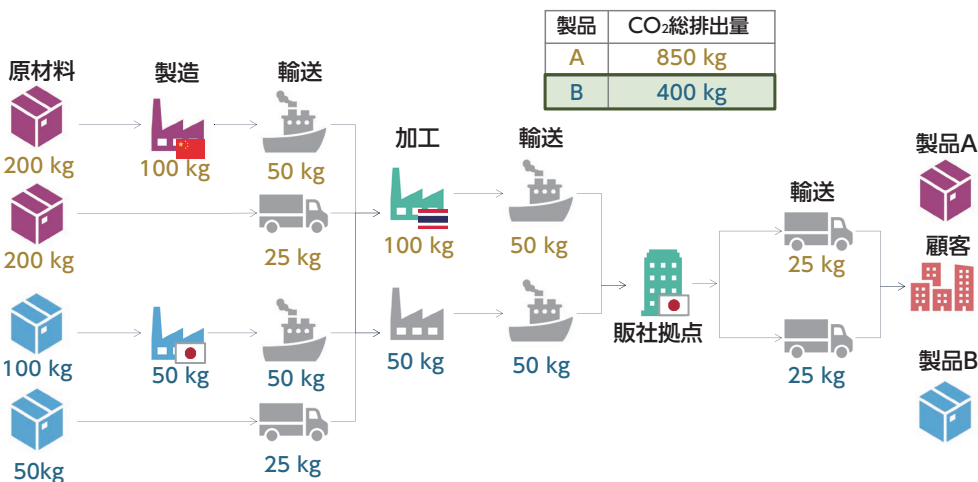 製品 CO₂総排出量
A 850 kg
B 400 kg
原材料 製造 輸送
200 kg 100 kg 50 kg
200 kg 25 kg
加工 輸送
100 kg 50 kg
100 kg 50 kg 50 kg
50kg 25 kg
50 kg 50 kg
販社拠点
輸送
25 kg
25 kg
製品A
顧客
製品B